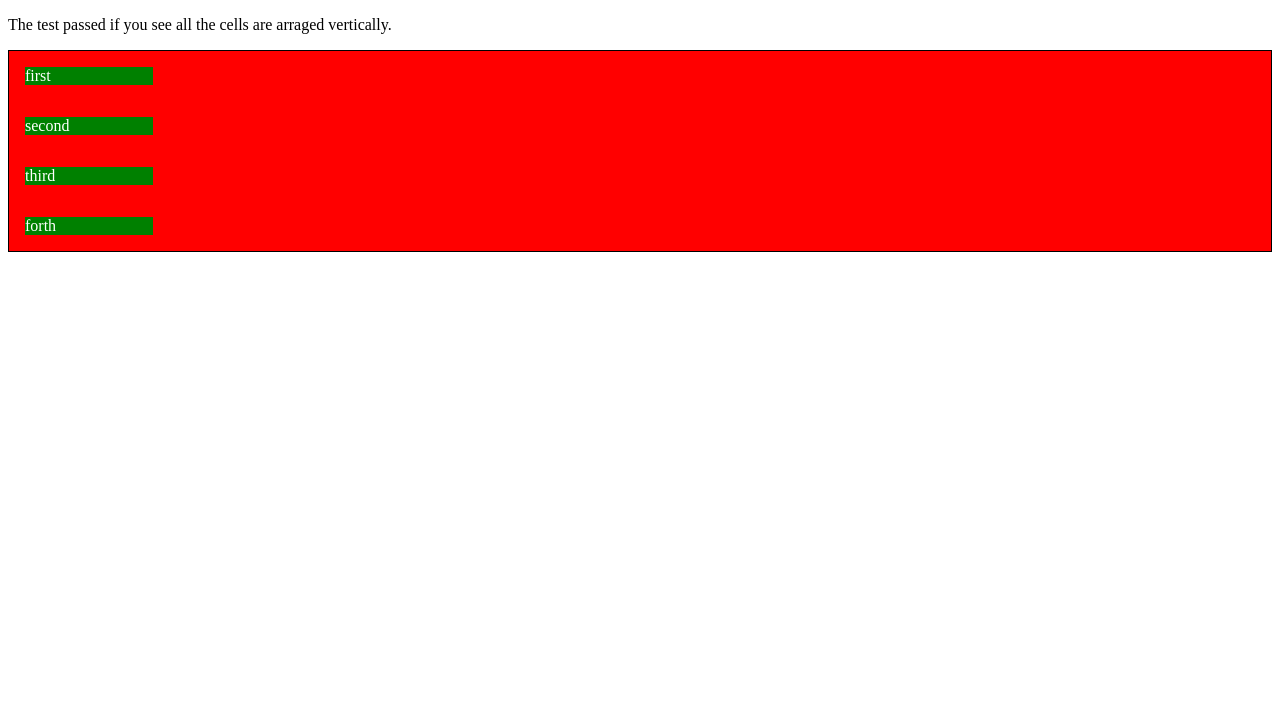 The test passed if you see all the cells are arraged vertically.
first
second
third
forth